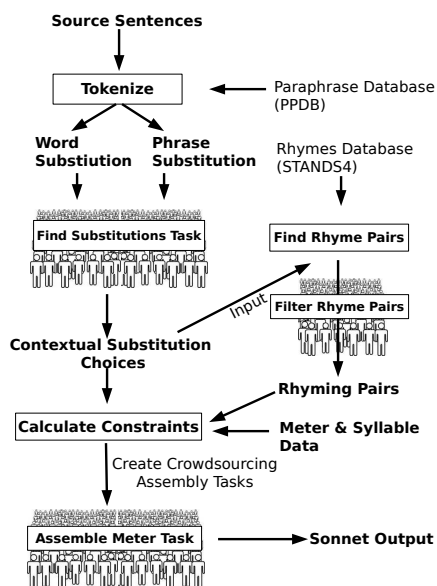 Source Sentences
Tokenize
Paraphrase Database
(PPDB)
Word
Substiution
Phrase
Substitution
Rhymes Database
(STANDS4)
Find Substitutions Task
Find Rhyme Pairs
Input
Filter Rhyme Pairs
Contextual Substitution
Choices
Rhyming Pairs
Calculate Constraints
Meter & Syllable
Data
Create Crowdsourcing
Assembly Tasks
Assemble Meter Task
Sonnet Output